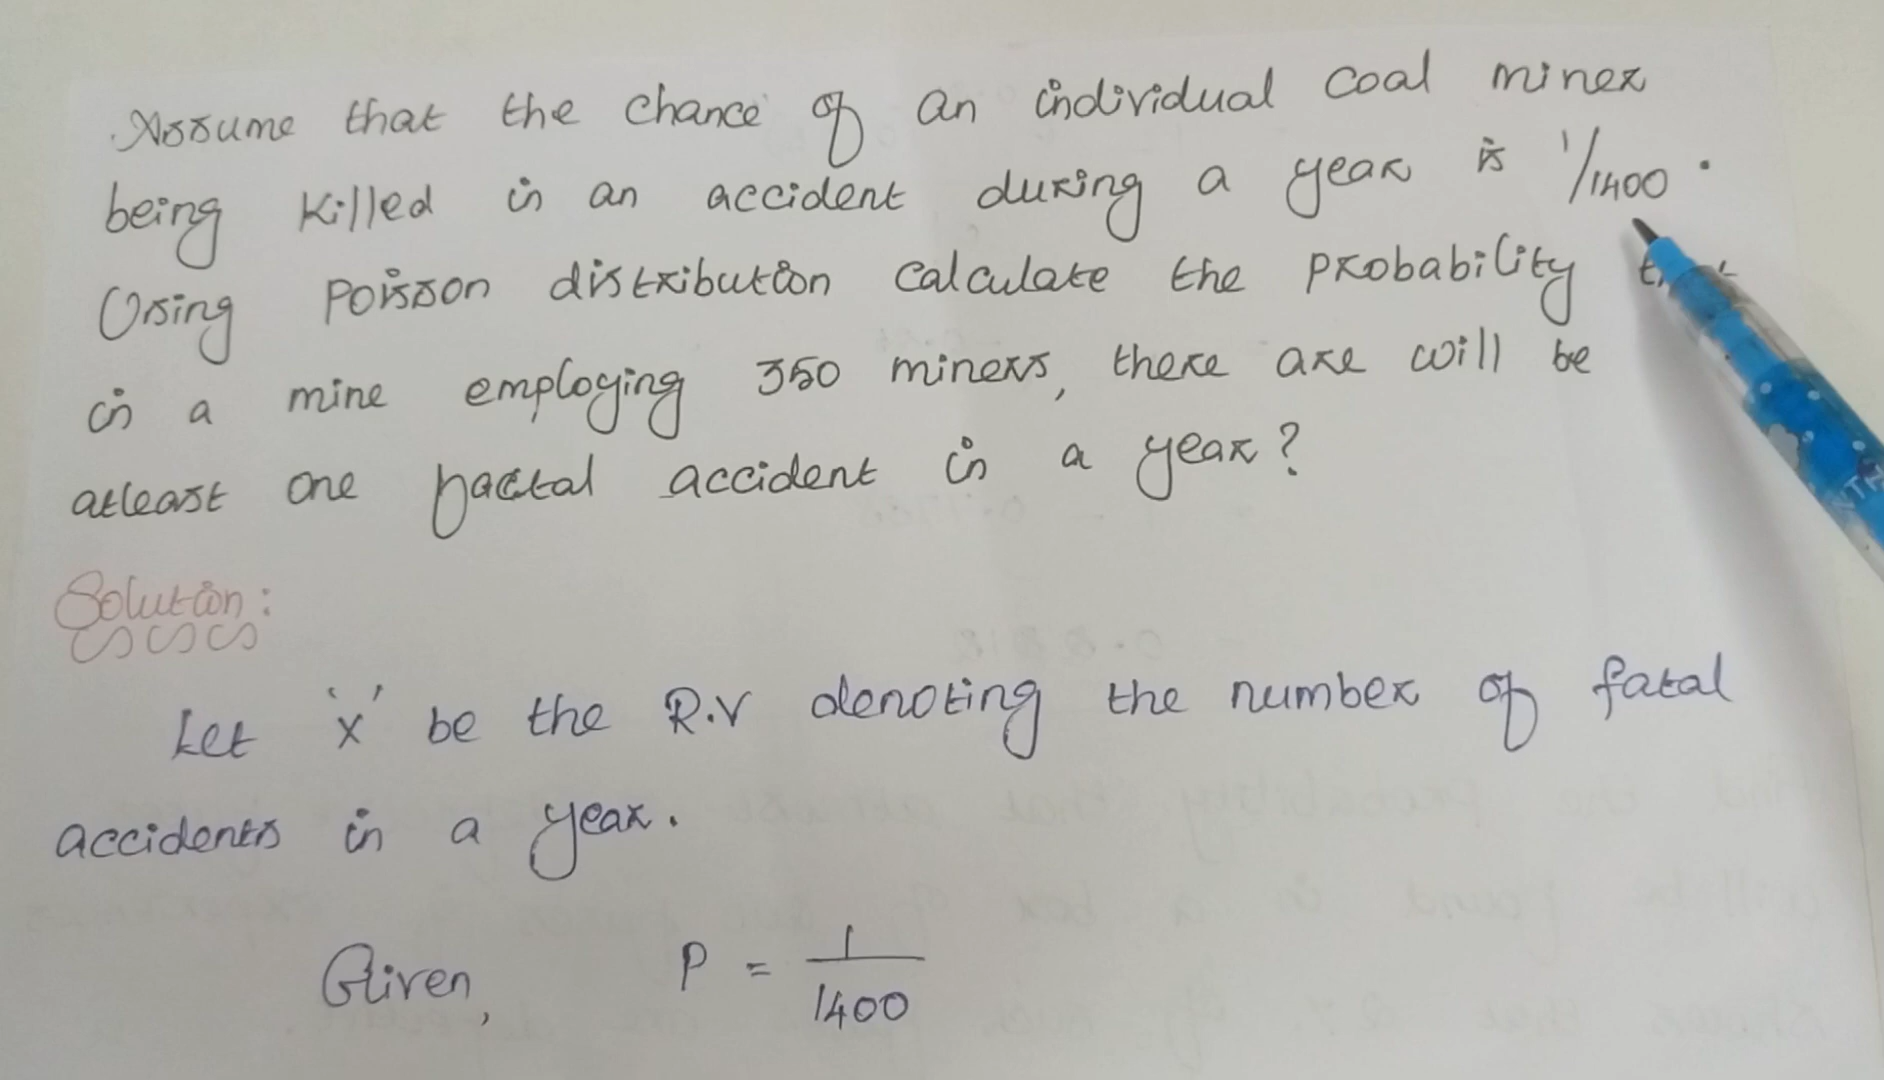 Assume that the chance of an individual coal miner
being killed in an accident during a year is 1/1400.
Using Poisson distribution calculate the probability
in a mine employing 350 miners, there are will be
atleast one factal accident in a year?
Solution:
Let 'x' be the R.V denoting the number of fatal
accidents in a year.
Given, P = 1/1400